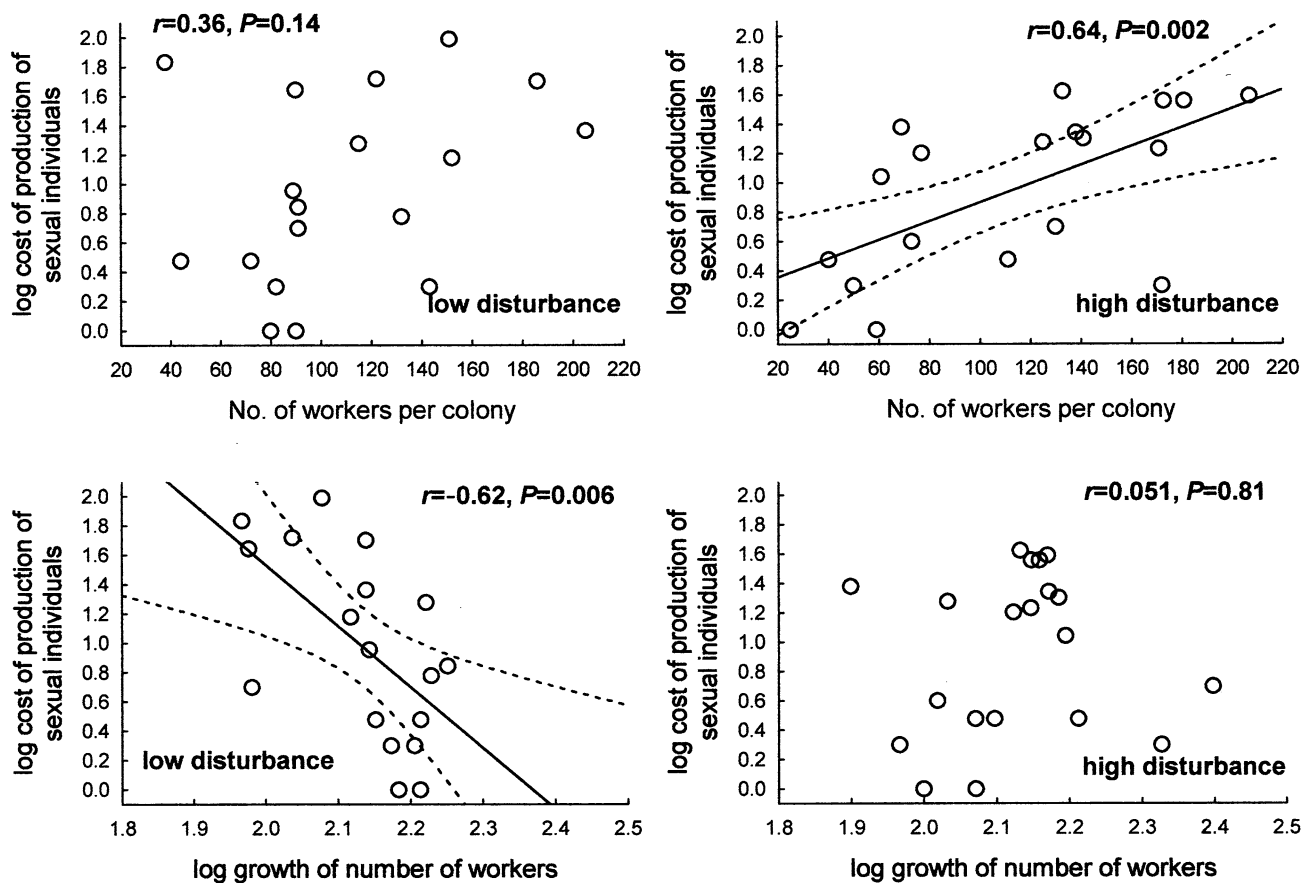 r=0.36, P=0.14
log cost of production of
sexual individuals
2.0
1.8
1.6
1.4
1.2
1.0
0.8
0.6
0.4
0.2
0.0
low disturbance
20 40 60 80 100 120 140 160 180 200 220
No. of workers per colony
r=0.64, P=0.002
log cost of production of
sexual individuals
2.0
1.8
1.6
1.4
1.2
1.0
0.8
0.6
0.4
0.2
0.0
high disturbance
20 40 60 80 100 120 140 160 180 200 220
No. of workers per colony
r=-0.62, P=0.006
log cost of production of
sexual individuals
2.0
1.8
1.6
1.4
1.2
1.0
0.8
0.6
0.4
0.2
0.0
low disturbance
1.8 1.9 2.0 2.1 2.2 2.3 2.4 2.5
log growth of number of workers
r=0.051, P=0.81
log cost of production of
sexual individuals
2.0
1.8
1.6
1.4
1.2
1.0
0.8
0.6
0.4
0.2
0.0
high disturbance
1.8 1.9 2.0 2.1 2.2 2.3 2.4 2.5
log growth of number of workers